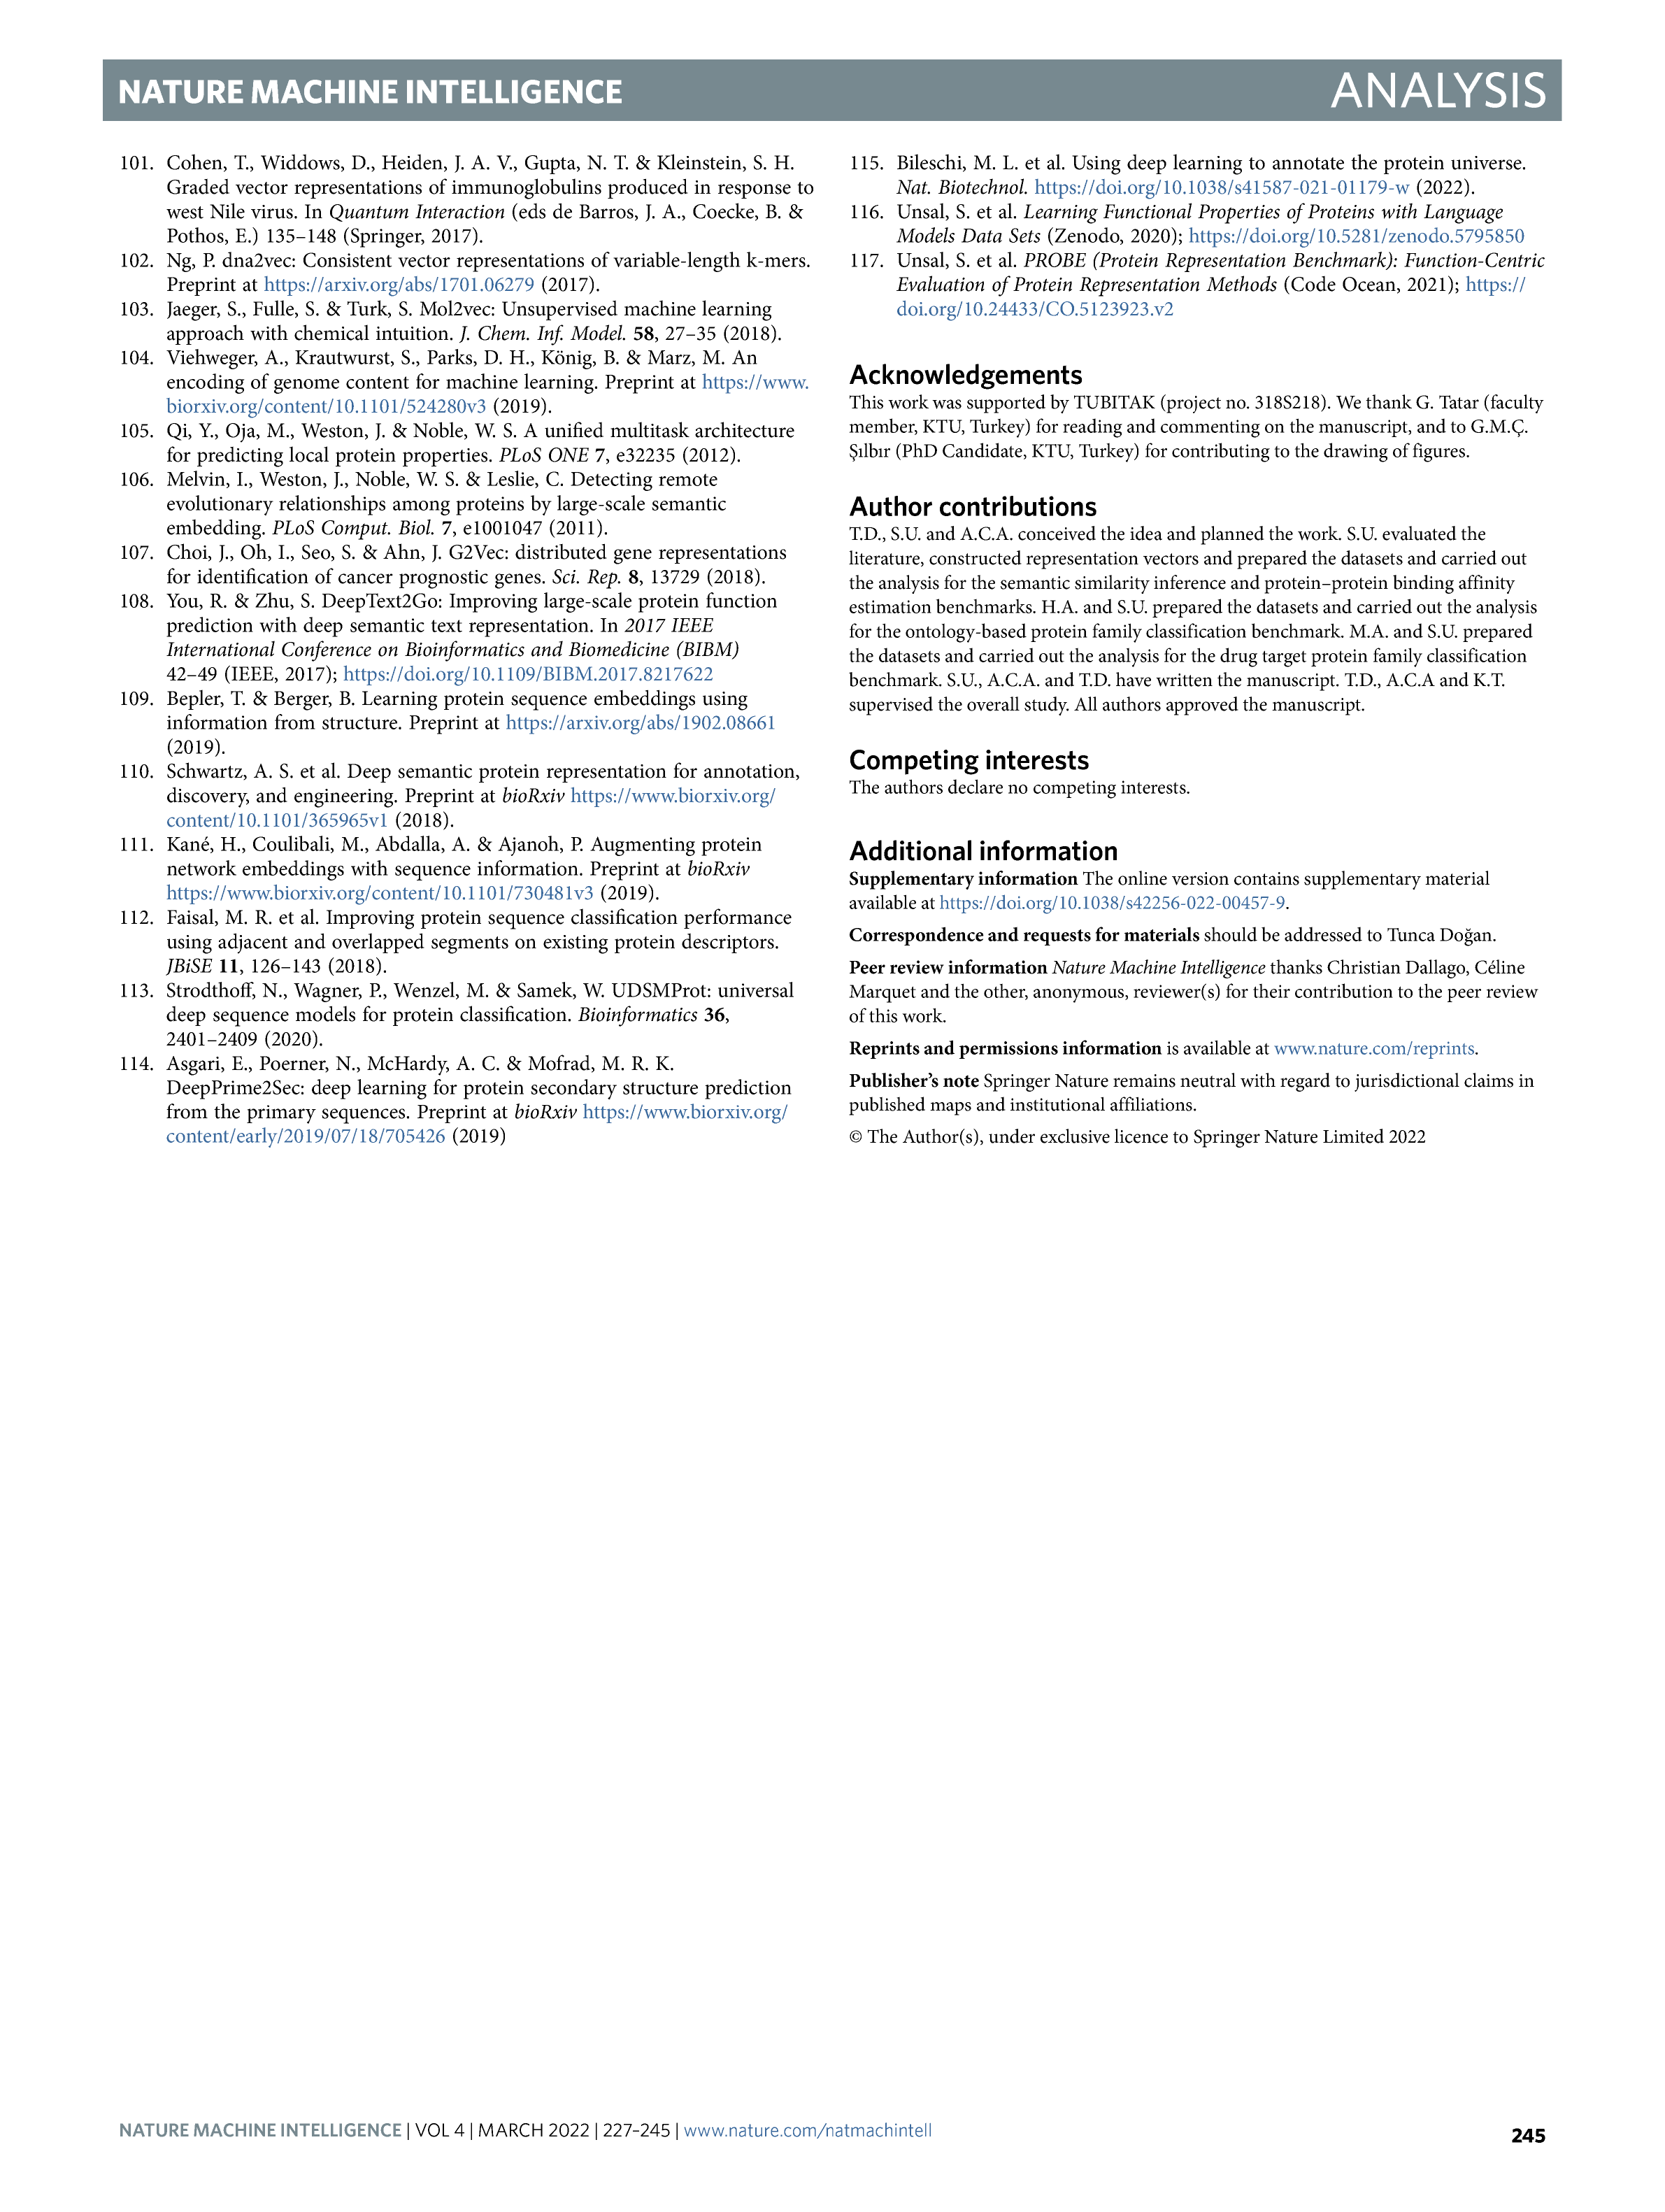 NATURE MACHINE INTELLIGENCE
ANALYSIS
101. Cohen, T., Widdows, D., Heiden, J. A. V., Gupta, N. T. & Kleinstein, S. H.
Graded vector representations of immunoglobulins produced in response to
west Nile virus. In Quantum Interaction (eds de Barros, J. A., Coecke, B. &
Pothos, E.) 135–148 (Springer, 2017).
102. Ng, P. dna2vec: Consistent vector representations of variable-length k-mers.
Preprint at https://arxiv.org/abs/1701.06279 (2017).
103. Jaeger, S., Fulle, S. & Turk, S. Mol2vec: Unsupervised machine learning
approach with chemical intuition. J. Chem. Inf. Model. 58, 27–35 (2018).
104. Viehweger, A., Krautwurst, S., Parks, D. H., König, B. & Marz, M. An
encoding of genome content for machine learning. Preprint at https://www.
biorxiv.org/content/10.1101/524280v3 (2019).
105. Qi, Y., Oja, M., Weston, J. & Noble, W. S. A unified multitask architecture
for predicting local protein properties. PLoS ONE 7, e32235 (2012).
106. Melvin, I., Weston, J., Noble, W. S. & Leslie, C. Detecting remote
evolutionary relationships among proteins by large-scale semantic
embedding. PLoS Comput. Biol. 7, e1001047 (2011).
107. Choi, J., Oh, I., Seo, S. & Ahn, J. G2Vec: distributed gene representations
for identification of cancer prognostic genes. Sci. Rep. 8, 13729 (2018).
108. You, R. & Zhu, S. DeepText2Go: Improving large-scale protein function
prediction with deep semantic text representation. In 2017 IEEE
International Conference on Bioinformatics and Biomedicine (BIBM)
42–49 (IEEE, 2017); https://doi.org/10.1109/BIBM.2017.8217622
109. Bepler, T. & Berger, B. Learning protein sequence embeddings using
information from structure. Preprint at https://arxiv.org/abs/1902.08661
(2019).
110. Schwartz, A. S. et al. Deep semantic protein representation for annotation,
discovery, and engineering. Preprint at bioRxiv https://www.biorxiv.org/
content/10.1101/365965v1 (2018).
111. Kané, H., Coulibali, M., Abdalla, A. & Ajanoh, P. Augmenting protein
network embeddings with sequence information. Preprint at bioRxiv
https://www.biorxiv.org/content/10.1101/730481v3 (2019).
112. Faisal, M. R. et al. Improving protein sequence classification performance
using adjacent and overlapped segments on existing protein descriptors.
JBiSE 11, 126–143 (2018).
113. Strodthoff, N., Wagner, P., Wenzel, M. & Samek, W. UDSMProt: universal
deep sequence models for protein classification. Bioinformatics 36,
2401–2409 (2020).
114. Asgari, E., Poerner, N., McHardy, A. C. & Mofrad, M. R. K.
DeepPrime2Sec: deep learning for protein secondary structure prediction
from the primary sequences. Preprint at bioRxiv https://www.biorxiv.org/
content/early/2019/07/18/705426 (2019)
115. Bileschi, M. L. et al. Using deep learning to annotate the protein universe.
Nat. Biotechnol. https://doi.org/10.1038/s41587-021-01179-w (2022).
116. Unsal, S. et al. Learning Functional Properties of Proteins with Language
Models Data Sets (Zenodo, 2020); https://doi.org/10.5281/zenodo.5795850
117. Unsal, S. et al. PROBE (Protein Representation Benchmark): Function-Centric
Evaluation of Protein Representation Methods (Code Ocean, 2021); https://
doi.org/10.24433/CO.5123923.v2
Acknowledgements
This work was supported by TUBITAK (project no. 318S218). We thank G. Tatar (faculty
member, KTU, Turkey) for reading and commenting on the manuscript, and to G.M.Ç.
Şılbır (PhD Candidate, KTU, Turkey) for contributing to the drawing of figures.
Author contributions
T.D., S.U. and A.C.A. conceived the idea and planned the work. S.U. evaluated the
literature, constructed representation vectors and prepared the datasets and carried out
the analysis for the semantic similarity inference and protein–protein binding affinity
estimation benchmarks. H.A. and S.U. prepared the datasets and carried out the analysis
for the ontology-based protein family classification benchmark. M.A. and S.U. prepared
the datasets and carried out the analysis for the drug target protein family classification
benchmark. S.U., A.C.A. and T.D. have written the manuscript. T.D., A.C.A and K.T.
supervised the overall study. All authors approved the manuscript.
Competing interests
The authors declare no competing interests.
Additional information
Supplementary information The online version contains supplementary material
available at https://doi.org/10.1038/s42256-022-00457-9.
Correspondence and requests for materials should be addressed to Tunca Doğan.
Peer review information Nature Machine Intelligence thanks Christian Dallago, Céline
Marquet and the other, anonymous, reviewer(s) for their contribution to the peer review
of this work.
Reprints and permissions information is available at www.nature.com/reprints.
Publisher’s note Springer Nature remains neutral with regard to jurisdictional claims in
published maps and institutional affiliations.
© The Author(s), under exclusive licence to Springer Nature Limited 2022
NATURE MACHINE INTELLIGENCE | VOL 4 | MARCH 2022 | 227–245 | www.nature.com/natmachintell
245